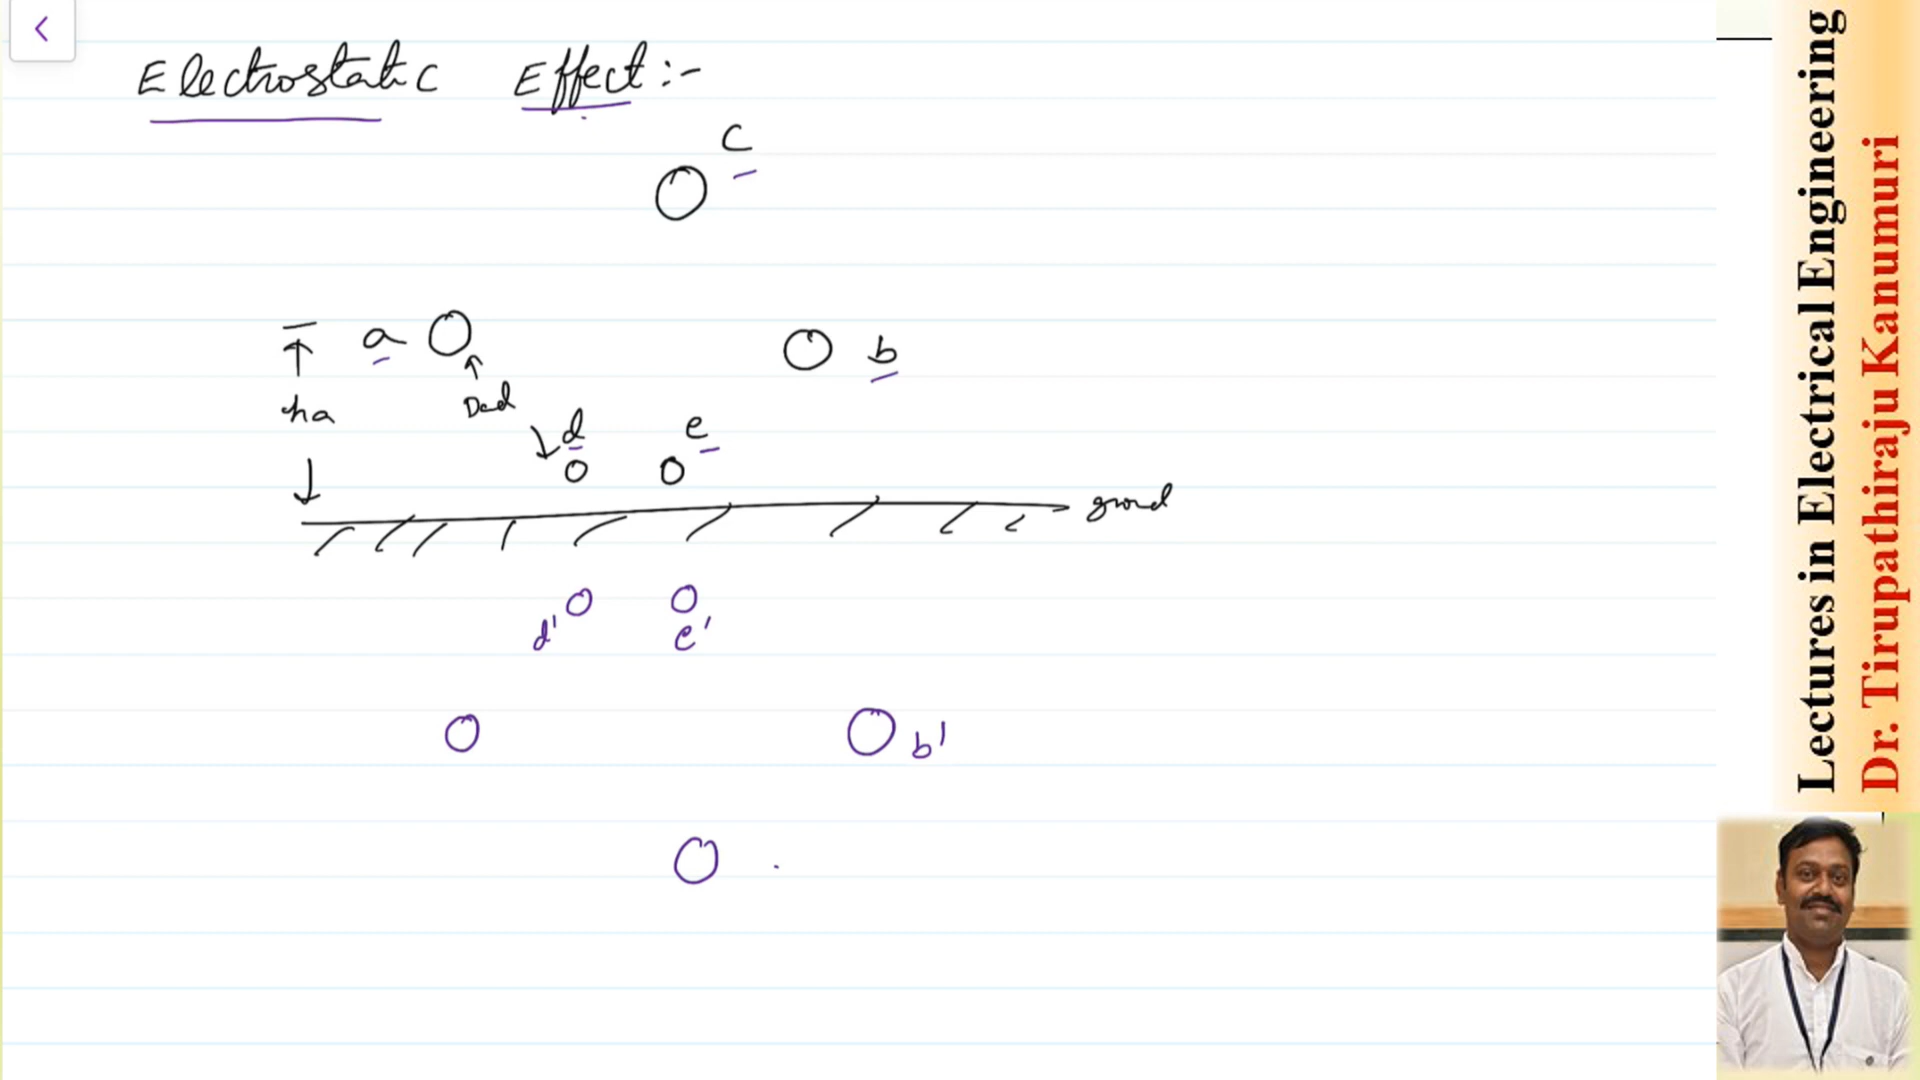 Electrostatic Effect:-
c
a
b
ha
Dad
d
e
ground
d'
e'
b'
Lectures in Electrical Engineering
Dr. Tirupathiraju Kanumuri